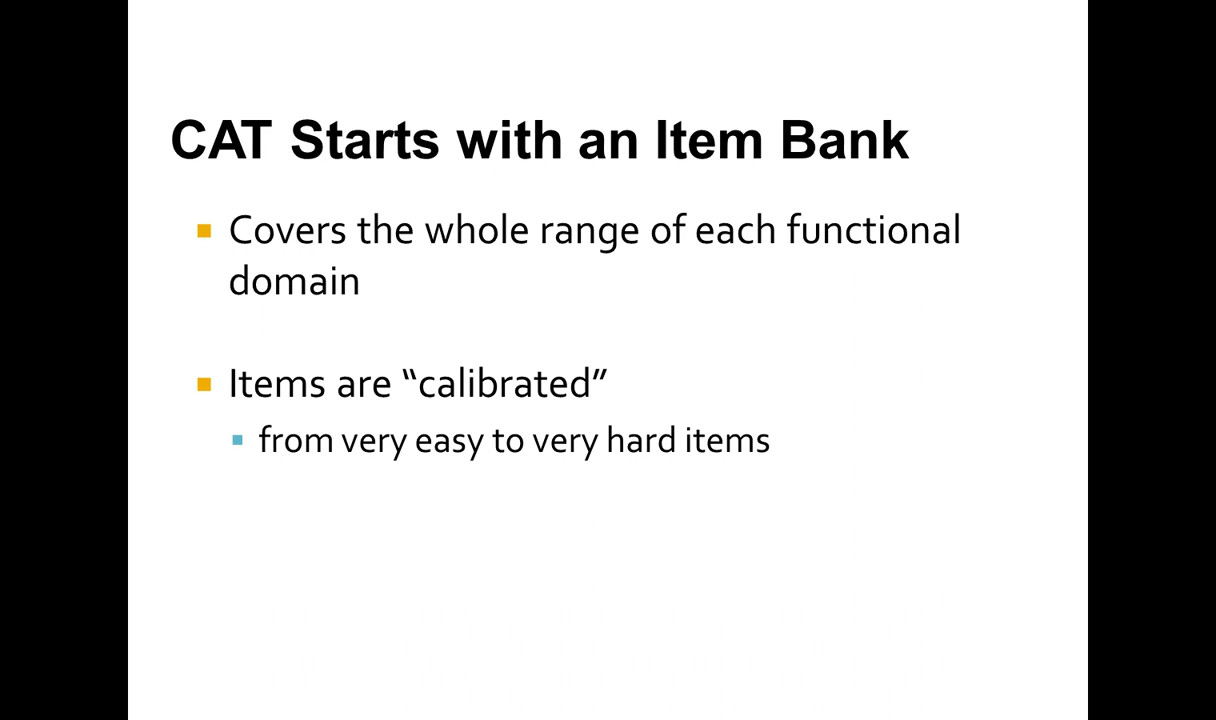 CAT Starts with an Item Bank
Covers the whole range of each functional
domain
Items are “calibrated”
from very easy to very hard items